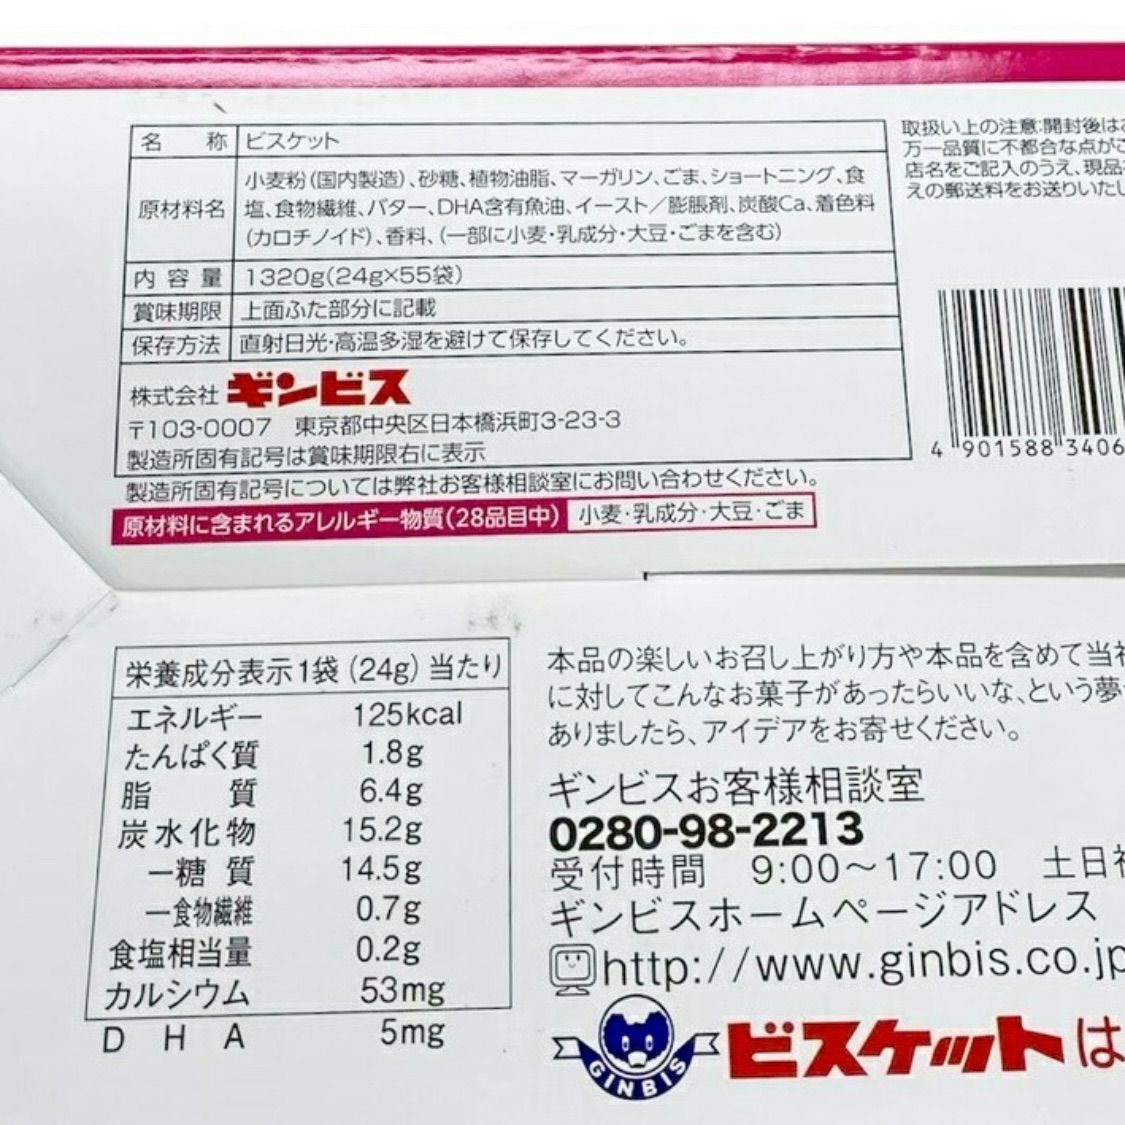 名 称 ビスケット
原材料名 小麦粉(国内製造)、砂糖、植物油脂、マーガリン、ごま、ショートニング、食
塩、食物繊維、バター、DHA含有魚油、イースト／膨脹剤、炭酸Ca、着色料
(カロチノイド)、香料、(一部に小麦・乳成分・大豆・ごまを含む)
内容量 1320g(24g×55袋)
賞味期限 上面ふた部分に記載
保存方法 直射日光・高温多湿を避けて保存してください。
株式会社 ギンビス
〒103-0007 東京都中央区日本橋浜町3-23-3
製造所固有記号は賞味期限右に表示
製造所固有記号については弊社お客様相談室にお問い合わせください。
原材料に含まれるアレルギー物質(28品目中) 小麦・乳成分・大豆・ごま
取扱い上の注意:開封後は
万一品質に不都合な点がご
店名をご記入のうえ、現品
えの郵送料をお送りいたし
4 901588 3406
栄養成分表示1袋(24g)当たり
エネルギー 125kcal
たんぱく質 1.8g
脂 質 6.4g
炭水化物 15.2g
ー糖質 14.5g
ー食物繊維 0.7g
食塩相当量 0.2g
カルシウム 53mg
DHA 5mg
本品の楽しいお召し上がり方や本品を含めて当社
に対してこんなお菓子があったらいいな、という夢
ありましたら、アイデアをお寄せください。
ギンビスお客様相談室
0280-98-2213
受付時間 9:00〜17:00 土日祝
ギンビスホームページアドレス
http://www.ginbis.co.jp
GINBIS
ビスケットは